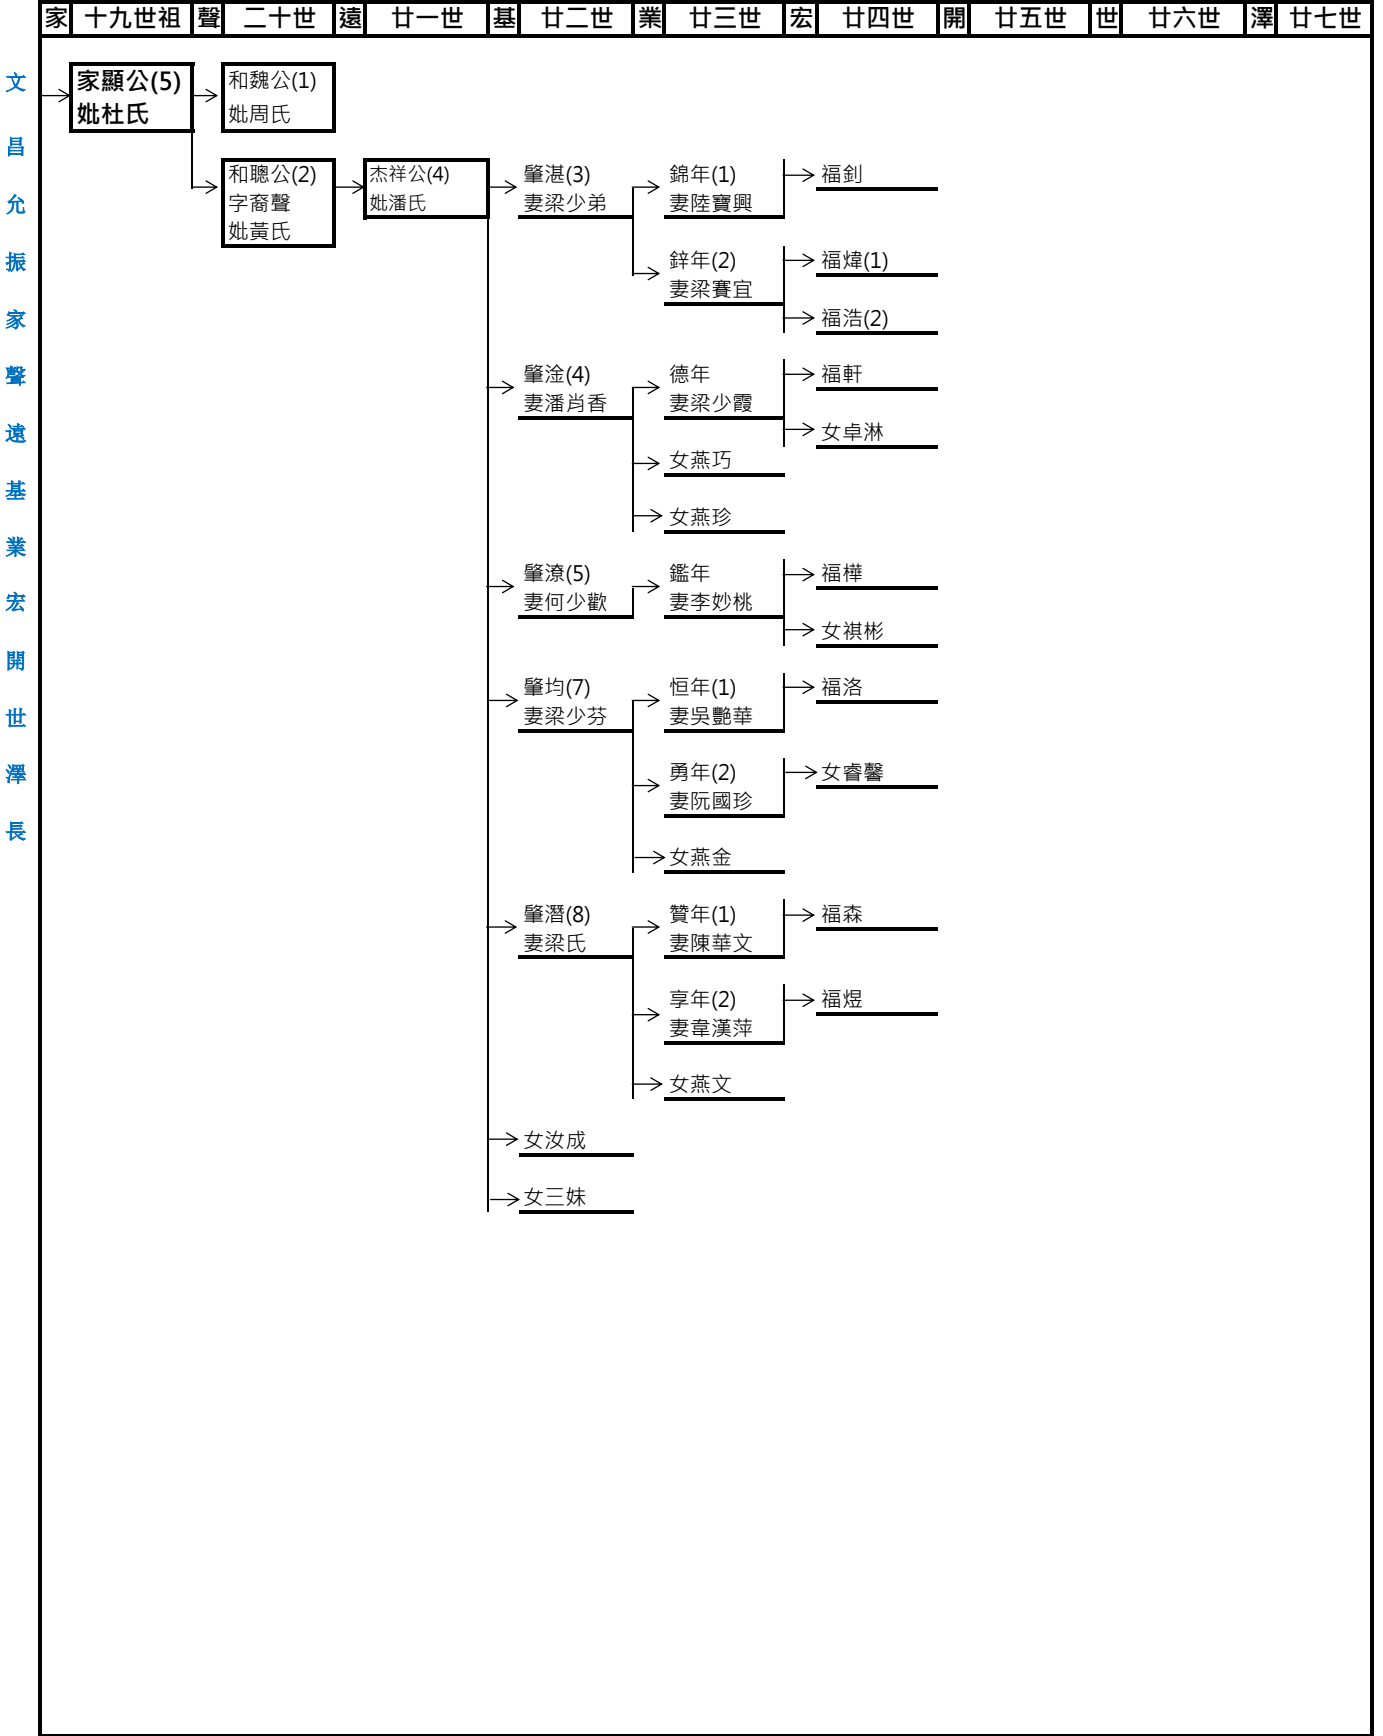 家 十九世祖 聲 二十世 遠 廿一世 基 廿二世 業 廿三世 宏 廿四世 開 廿五世 世 廿六世 澤 廿七世
文
昌
允
振
家
聲
遠
基
業
宏
開
世
澤
長
家顯公(5)
妣杜氏
和魏公(1)
妣周氏
和聰公(2)
字裔聲
妣黃氏
杰祥公(4)
妣潘氏
肇湛(3)
妻梁少弟
錦年(1)
妻陸寶興
福釗
鋅年(2)
妻梁賽宜
福煒(1)
福浩(2)
肇淦(4)
妻潘肖香
德年
妻梁少霞
福軒
女卓淋
女燕巧
女燕珍
肇潦(5)
妻何少歡
鑑年
妻李妙桃
福樺
女祺彬
肇均(7)
妻梁少芬
恒年(1)
妻吳艷華
福洛
勇年(2)
妻阮國珍
女睿馨
女燕金
肇潛(8)
妻梁氏
贊年(1)
妻陳華文
福森
享年(2)
妻韋漢萍
福煜
女燕文
女汝成
女三妹